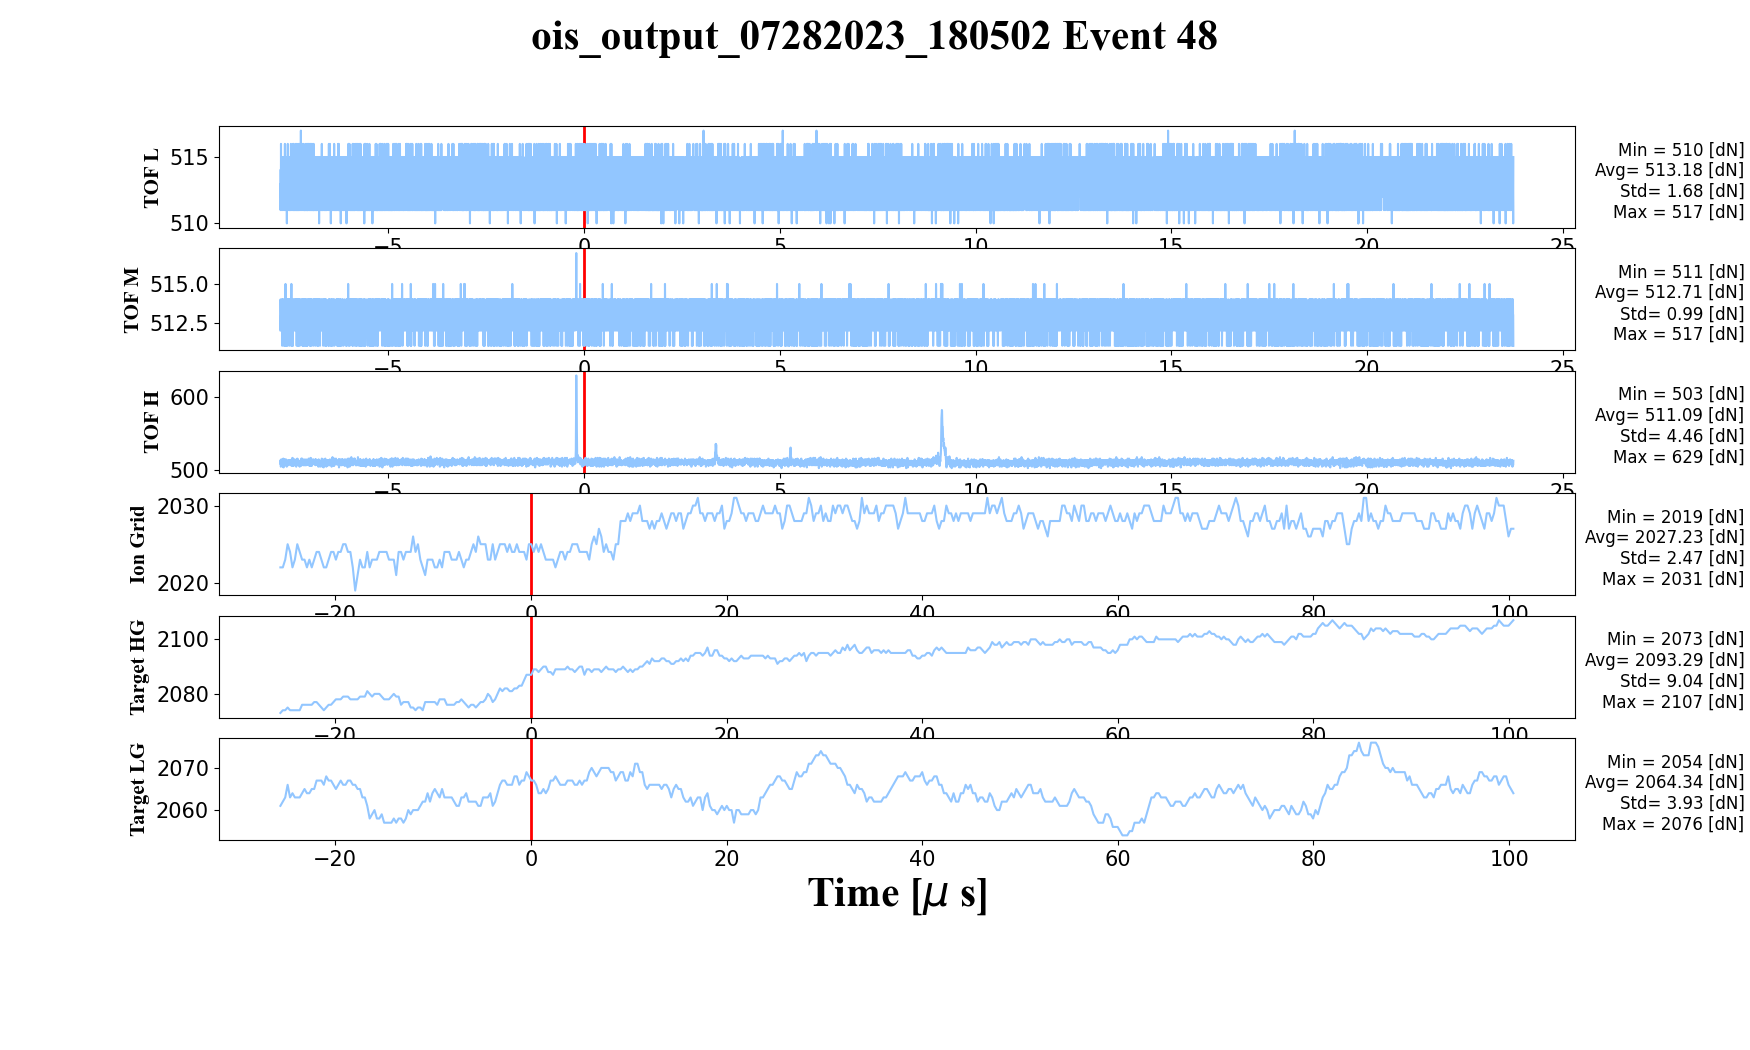 ois_output_07282023_180502 Event 48
TOF L
515
510
−5
0
5
10
15
20
25
Min = 510 [dN]
Avg= 513.18 [dN]
Std= 1.68 [dN]
Max = 517 [dN]
TOF M
515.0
512.5
−5
0
5
10
15
20
25
Min = 511 [dN]
Avg= 512.71 [dN]
Std= 0.99 [dN]
Max = 517 [dN]
TOF H
600
500
−5
0
5
10
15
20
25
Min = 503 [dN]
Avg= 511.09 [dN]
Std= 4.46 [dN]
Max = 629 [dN]
Ion Grid
2030
2020
−20
0
20
40
60
80
100
Min = 2019 [dN]
Avg= 2027.23 [dN]
Std= 2.47 [dN]
Max = 2031 [dN]
Target HG
2100
2080
−20
0
20
40
60
80
100
Min = 2073 [dN]
Avg= 2093.29 [dN]
Std= 9.04 [dN]
Max = 2107 [dN]
Target LG
2070
2060
−20
0
20
40
60
80
100
Min = 2054 [dN]
Avg= 2064.34 [dN]
Std= 3.93 [dN]
Max = 2076 [dN]
Time [μ s]